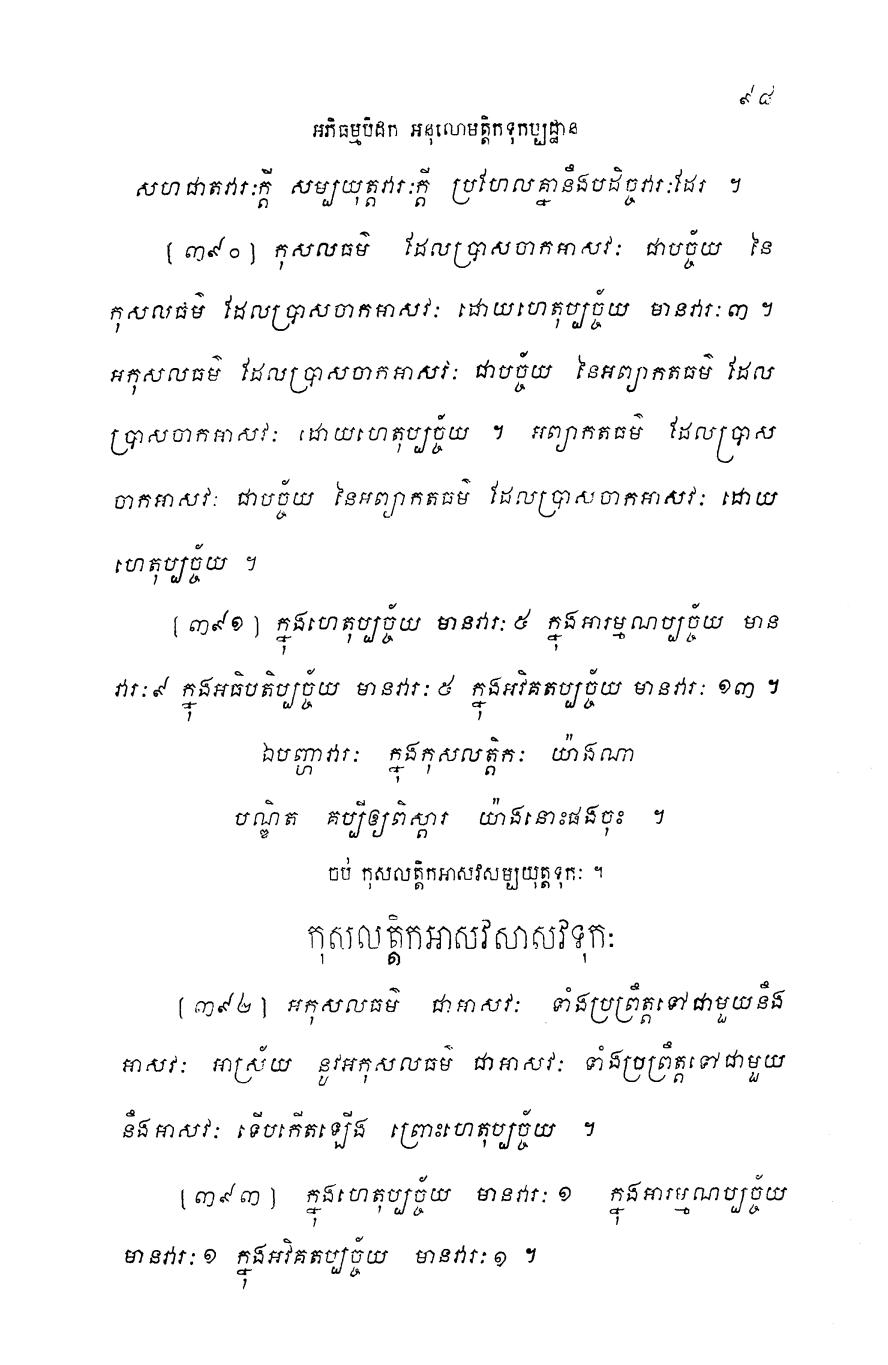 ៩៤
អភិធម្មបិដក អនុលោមត្តិកទុកប្បដ្ឋាន
សហជាតវារៈក្តី សម្បយុត្តវារៈក្តី ប្រហែលគ្នានឹងបដិច្ចវារៈដែរ ។
[៣៩០] កុសលធម៌ ដែលប្រាសចាកអាសវៈ ជាបច្ច័យ នៃ
កុសលធម៌ ដែលប្រាសចាកអាសវៈ ដោយហេតុប្បច្ច័យ មានវារៈ៣ ។
អកុសលធម៌ ដែលប្រាសចាកអាសវៈ ជាបច្ច័យ នៃអព្យាកតធម៌ ដែល
ប្រាសចាកអាសវៈ ដោយហេតុប្បច្ច័យ ។ អព្យាកតធម៌ ដែលប្រាស
ចាកអាសវៈ ជាបច្ច័យ នៃអព្យាកតធម៌ ដែលប្រាសចាកអាសវៈ ដោយ
ហេតុប្បច្ច័យ ។
[៣៩១] ក្នុងហេតុប្បច្ច័យ មានវារៈ ៥ ក្នុងអារម្មណប្បច្ច័យ មាន
វារៈ៩ ក្នុងអធិបតិប្បច្ច័យ មានវារៈ ៥ ក្នុងអវិគតប្បច្ច័យ មានវារៈ ១៣ ។
ឯបញ្ហាវារៈ ក្នុងកុសលត្តិកៈ យ៉ាងណា
បណ្ឌិត គប្បីឲ្យពិស្តារ យ៉ាងនោះផងចុះ ។
ចប់ កុសលត្តិកអាសវសម្បយុត្តទុកៈ ។
កុសលត្តិកអាសវសាសវទុកៈ
[៣៩២] អកុសលធម៌ ជាអាសវៈ ទាំងប្រព្រឹត្តទៅជាមួយនឹង
អាសវៈ អាស្រ័យ នូវអកុសលធម៌ ជាអាសវៈ ទាំងប្រព្រឹត្តទៅជាមួយ
នឹងអាសវៈ ទើបកើតឡើង ព្រោះហេតុប្បច្ច័យ ។
[៣៩៣] ក្នុងហេតុប្បច្ច័យ មានវារៈ ១ ក្នុងអារម្មណប្បច្ច័យ
មានវារៈ ១ ក្នុងអវិគតប្បច្ច័យ មានវារៈ ១ ។